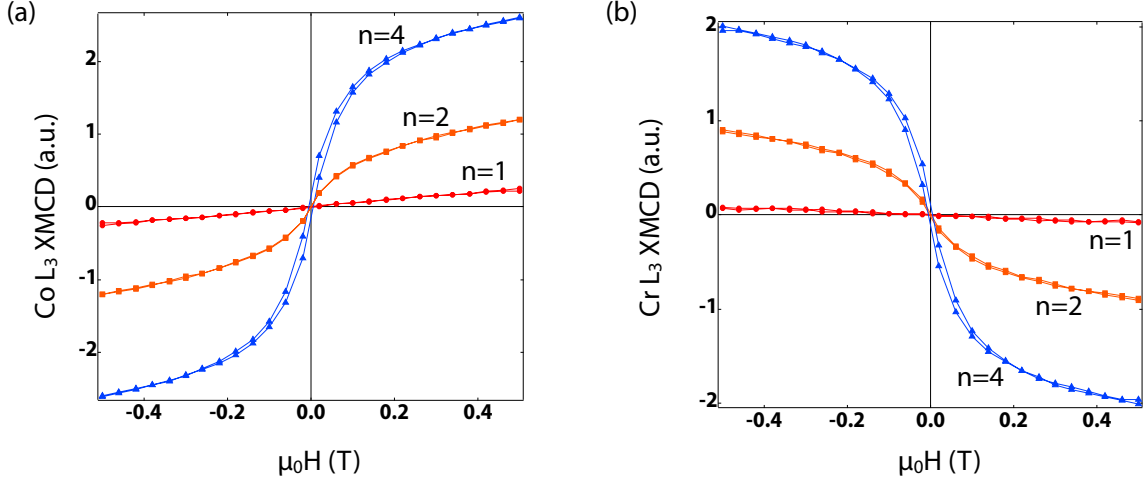 (a)
Co L3 XMCD (a.u.)
2
1
0
-1
-2
n=4
n=2
n=1
-0.4
-0.2
0.0
0.2
0.4
μ0H (T)
(b)
Cr L3 XMCD (a.u.)
2
1
0
-1
-2
n=1
n=2
n=4
-0.4
-0.2
0.0
0.2
0.4
μ0H (T)